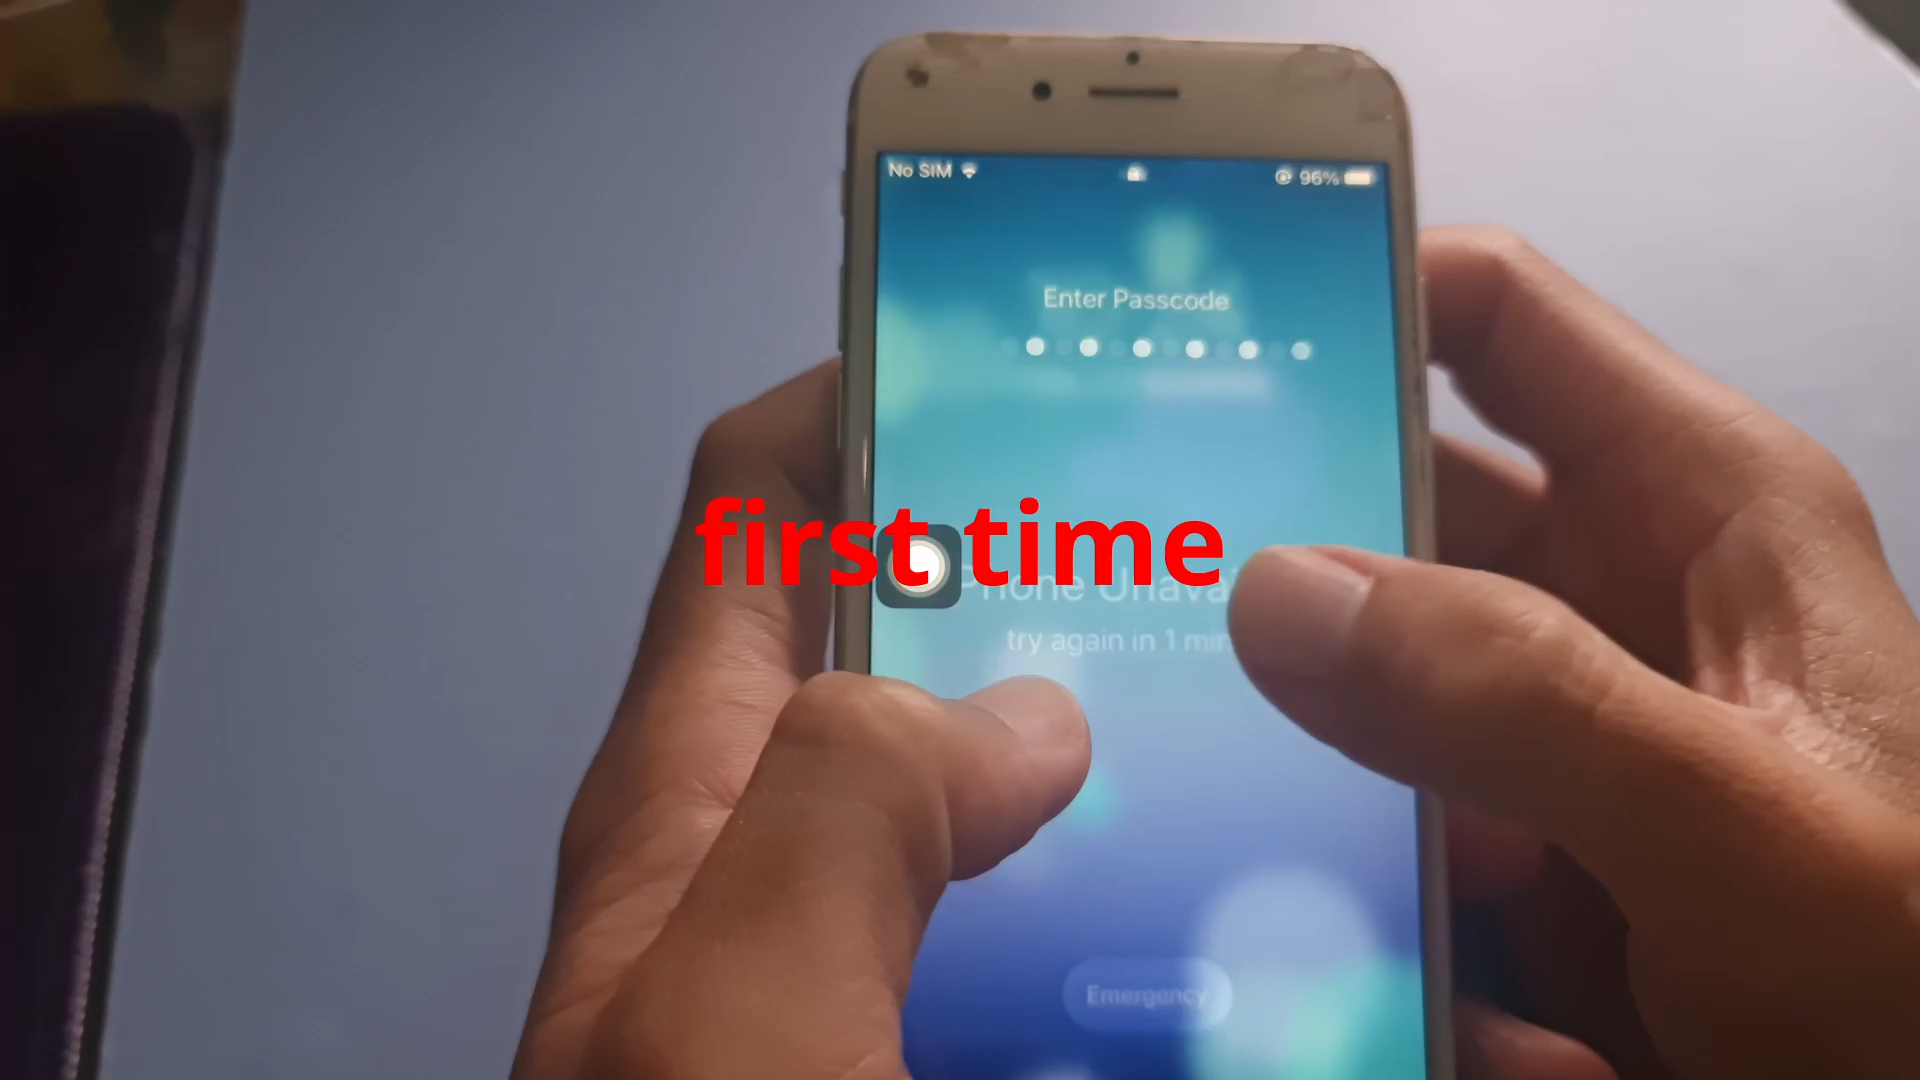 No SIM
96%
Enter Passcode
first time
try again in 1
Emergency